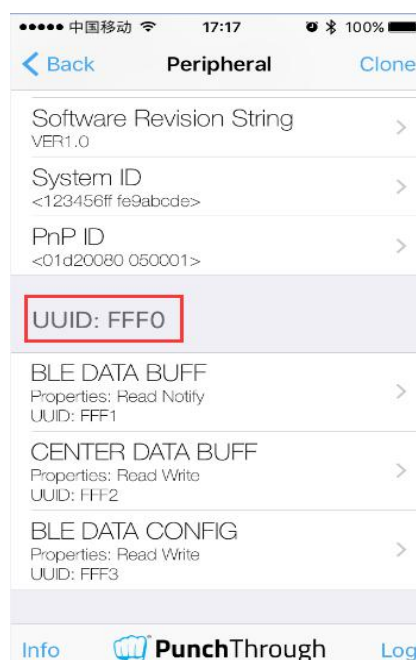 中国移动 17:17 100%
Back Peripheral Clone
Software Revision String
VER1.0
System ID
<123456ff fe9abcde>
PnP ID
<01d20080 050001>
UUID: FFF0
BLE DATA BUFF
Properties: Read Notify
UUID: FFF1
CENTER DATA BUFF
Properties: Read Write
UUID: FFF2
BLE DATA CONFIG
Properties: Read Write
UUID: FFF3
Info PunchThrough Log